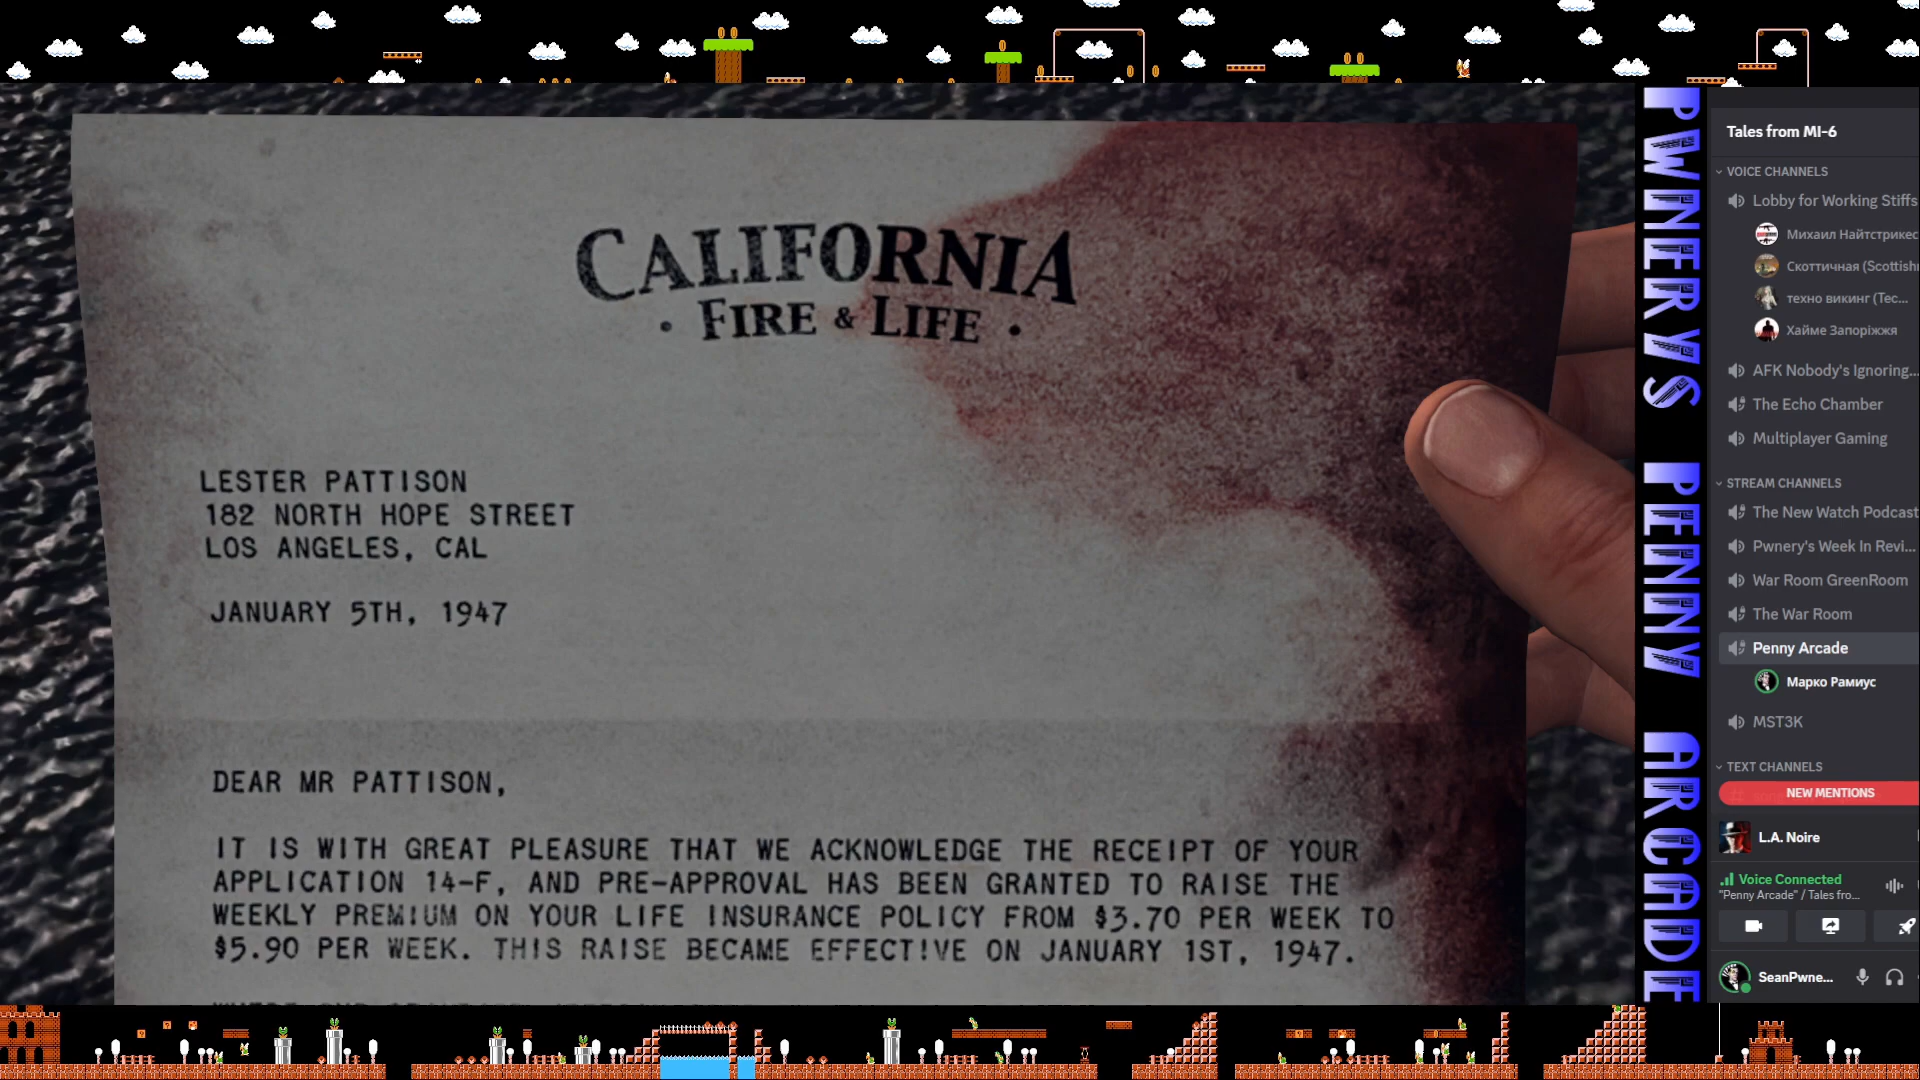 CALIFORNIA
• FIRE & LIFE •
LESTER PATTISON
182 NORTH HOPE STREET
LOS ANGELES, CAL
JANUARY 5TH, 1947
DEAR MR PATTISON,
IT IS WITH GREAT PLEASURE THAT WE ACKNOWLEDGE THE RECEIPT OF YOUR
APPLICATION 14-F, AND PRE-APPROVAL HAS BEEN GRANTED TO RAISE THE
WEEKLY PREMIUM ON YOUR LIFE INSURANCE POLICY FROM $3.70 PER WEEK TO
$5.90 PER WEEK. THIS RAISE BECAME EFFECTIVE ON JANUARY 1ST, 1947.
PWNERYS PENNY ARCADE
Tales from MI-6
VOICE CHANNELS
Lobby for Working Stiffs
Михаил Найтстрикес
Скоттичная (Scottish
техно викинг (Tec...
Хайме Запоріжжя
AFK Nobody's Ignoring...
The Echo Chamber
Multiplayer Gaming
STREAM CHANNELS
The New Watch Podcast
Pwnery's Week In Revi...
War Room GreenRoom
The War Room
Penny Arcade
Марко Рамиус
MST3K
TEXT CHANNELS
NEW MENTIONS
L.A. Noire
Voice Connected
"Penny Arcade" / Tales fro...
SeanPwne...